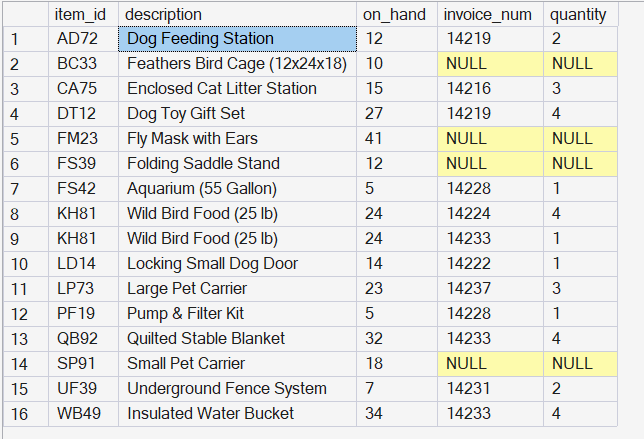 item_id description on_hand invoice_num quantity
1 AD72 Dog Feeding Station 12 14219 2
2 BC33 Feathers Bird Cage (12x24x18) 10 NULL NULL
3 CA75 Enclosed Cat Litter Station 15 14216 3
4 DT12 Dog Toy Gift Set 27 14219 4
5 FM23 Fly Mask with Ears 41 NULL NULL
6 FS39 Folding Saddle Stand 12 NULL NULL
7 FS42 Aquarium (55 Gallon) 5 14228 1
8 KH81 Wild Bird Food (25 lb) 24 14224 4
9 KH81 Wild Bird Food (25 lb) 24 14233 1
10 LD14 Locking Small Dog Door 14 14222 1
11 LP73 Large Pet Carrier 23 14237 3
12 PF19 Pump & Filter Kit 5 14228 1
13 QB92 Quilted Stable Blanket 32 14233 4
14 SP91 Small Pet Carrier 18 NULL NULL
15 UF39 Underground Fence System 7 14231 2
16 WB49 Insulated Water Bucket 34 14233 4